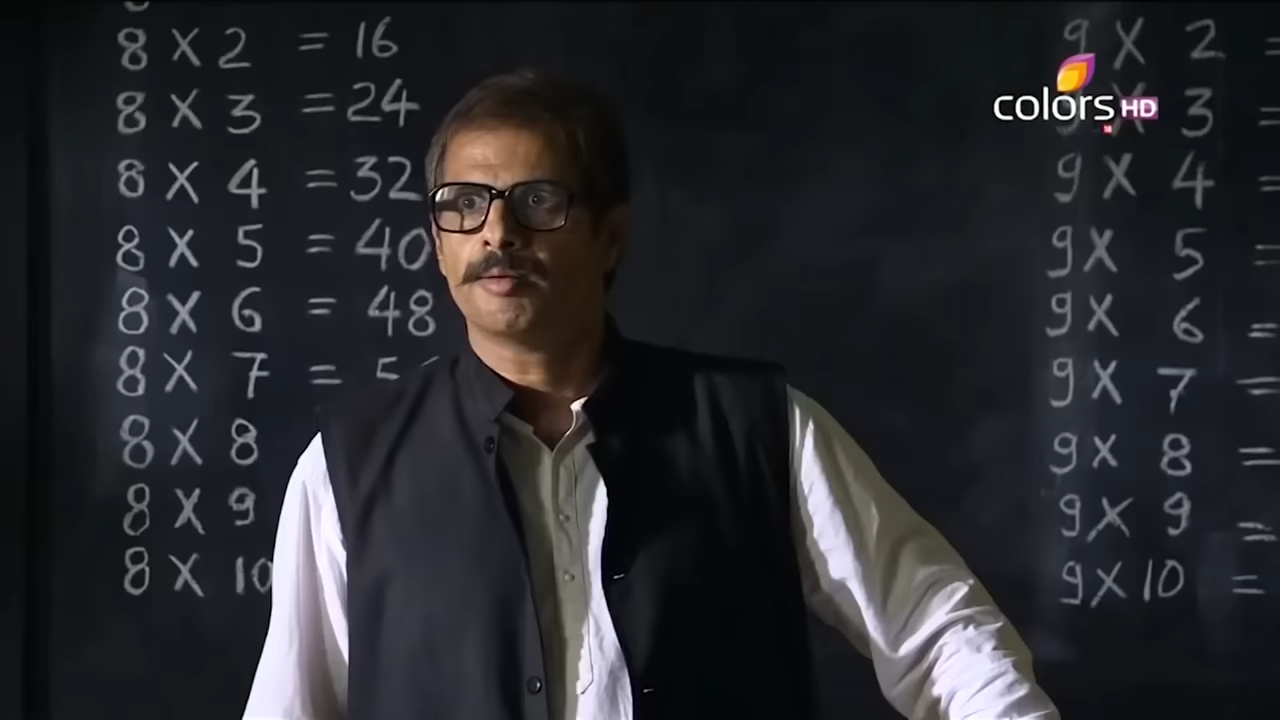 8 X 2 = 16
8 X 3 = 24
8 X 4 = 32
8 X 5 = 40
8 X 6 = 48
8 X 7 = 5
8 X 8
8 X 9
8 X 10
9 X 2 =
9 X 3 =
9 X 4 =
9 X 5 =
9 X 6 =
9 X 7 =
9 X 8 =
9 X 9 =
9 X 10 =
colors HD
18